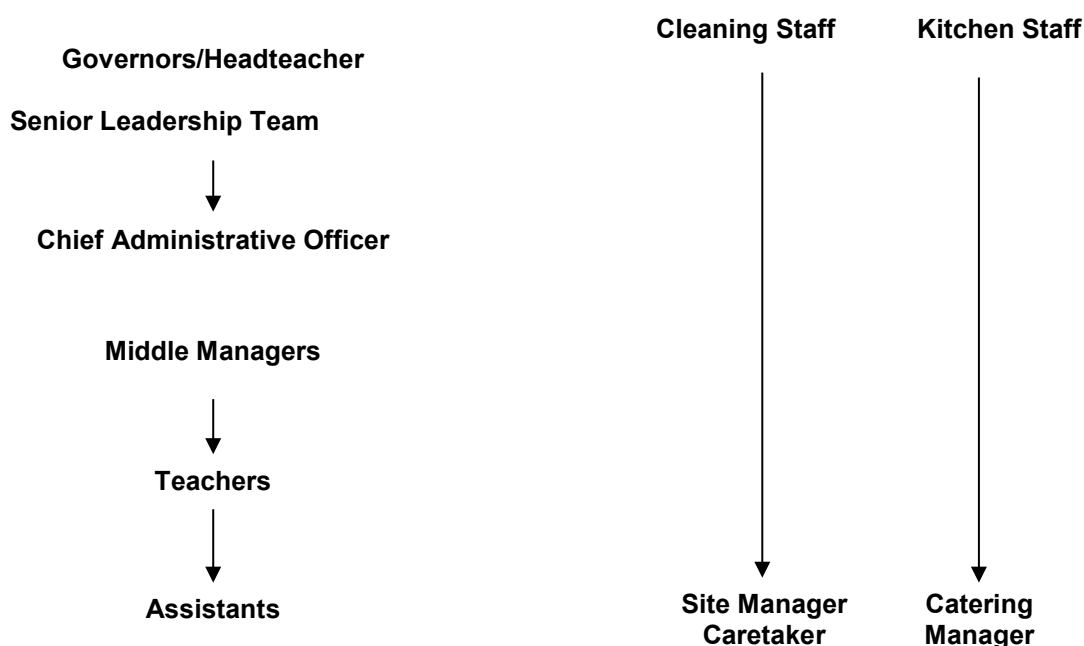 Cleaning Staff
Kitchen Staff
Governors/Headteacher
Senior Leadership Team
Chief Administrative Officer
Middle Managers
Teachers
Assistants
Site Manager
Caretaker
Catering
Manager